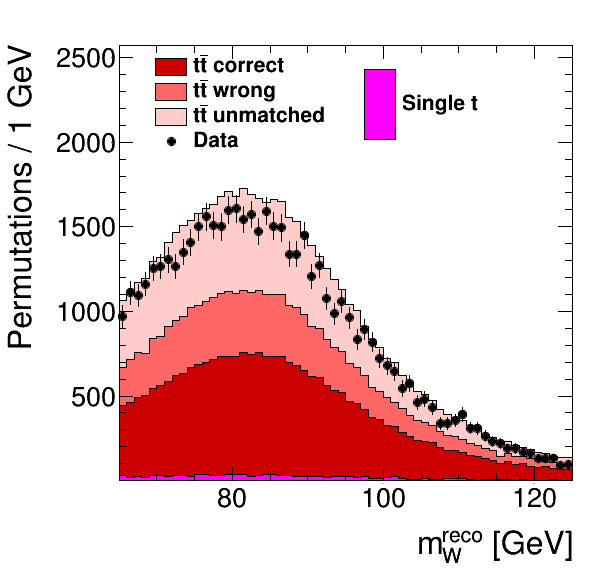 Permutations / 1 GeV
2500
2000
1500
1000
500
tt̄ correct
tt̄ wrong
tt̄ unmatched
Data
Single t
80 100 120
m_W^reco [GeV]